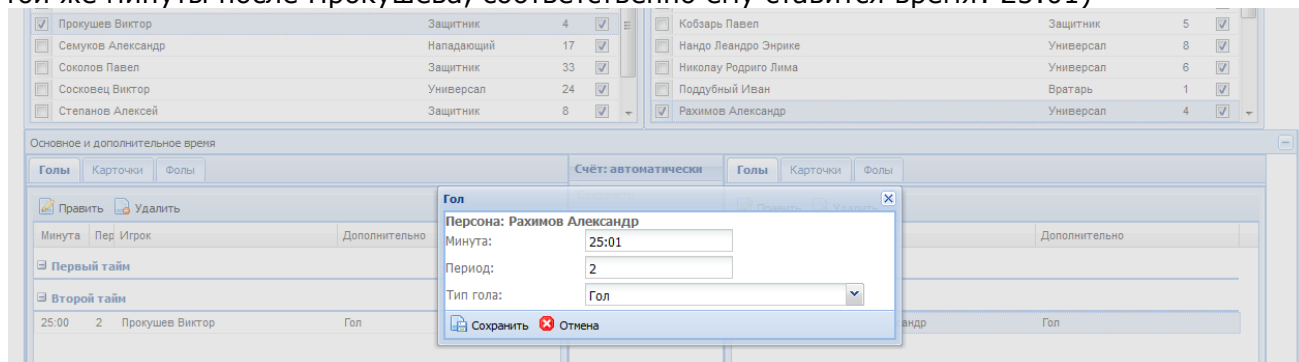 той же минуты после Прокушева, соответственно ему ставится время: 25:01)
Прокушев Виктор Защитник 4 Кобзарь Павел Защитник 5
Семуков Александр Нападающий 17 Нандо Леандро Энрике Универсал 8
Соколов Павел Защитник 33 Николау Родриго Лима Универсал 6
Сосковец Виктор Универсал 24 Поддубный Иван Вратарь 1
Степанов Алексей Защитник 8 Рахимов Александр Универсал 4
Основное и дополнительное время
Голы Карточки Фолы Счёт: автоматически Голы Карточки Фолы
Править Удалить Править Удалить
Минута Пер Игрок Дополнительно Дополнительно
Первый тайм
Второй тайм
25:00 2 Прокушев Виктор Гол андр Гол
Гол
Персона: Рахимов Александр
Минута: 25:01
Период: 2
Тип гола: Гол
Сохранить Отмена